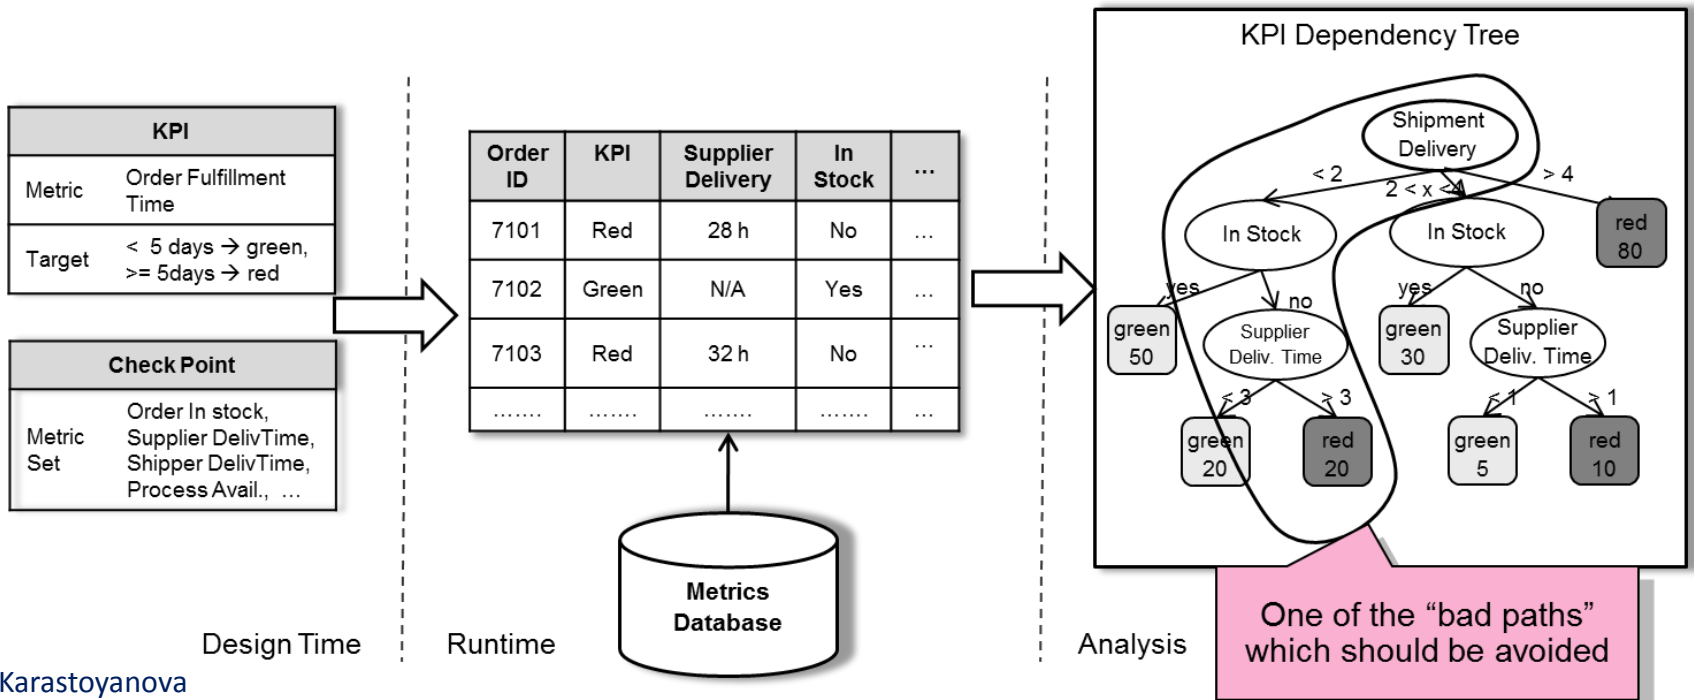 KPI
Metric
Order Fulfillment
Time
Target
< 5 days → green,
>= 5days → red
Check Point
Metric
Set
Order In stock,
Supplier DelivTime,
Shipper DelivTime,
Process Avail., …
Design Time
Karastoyanova
Order ID KPI Supplier Delivery In Stock …
7101 Red 28 h No …
7102 Green N/A Yes …
7103 Red 32 h No …
……. ……. ……. ……. …
Metrics
Database
Runtime
KPI Dependency Tree
Shipment
Delivery
< 2
2 < x <4
> 4
In Stock
In Stock
red
80
yes
no
yes
no
green
50
Supplier
Deliv. Time
green
30
Supplier
Deliv. Time
< 3
> 3
< 1
> 1
green
20
red
20
green
5
red
10
Analysis
One of the “bad paths”
which should be avoided